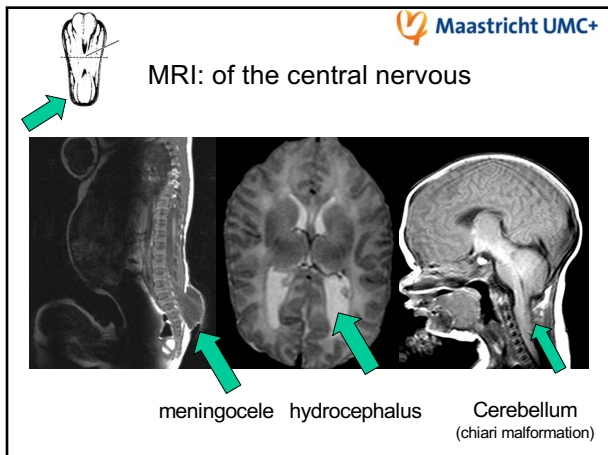 Maastricht UMC+
MRI: of the central nervous
meningocele hydrocephalus Cerebellum
(chiari malformation)